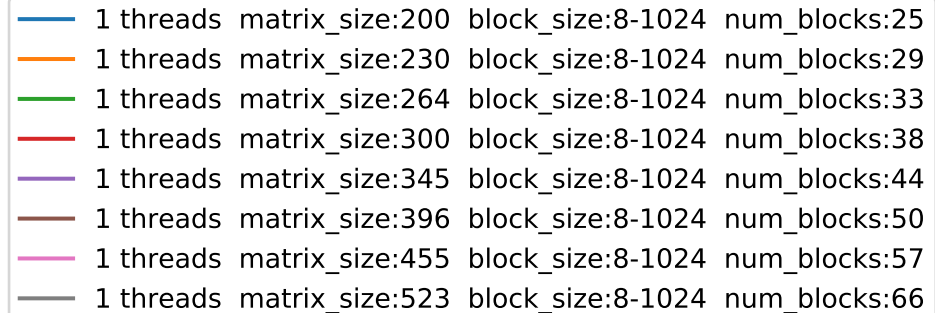 1 threads matrix_size:200 block_size:8-1024 num_blocks:25
1 threads matrix_size:230 block_size:8-1024 num_blocks:29
1 threads matrix_size:264 block_size:8-1024 num_blocks:33
1 threads matrix_size:300 block_size:8-1024 num_blocks:38
1 threads matrix_size:345 block_size:8-1024 num_blocks:44
1 threads matrix_size:396 block_size:8-1024 num_blocks:50
1 threads matrix_size:455 block_size:8-1024 num_blocks:57
1 threads matrix_size:523 block_size:8-1024 num_blocks:66